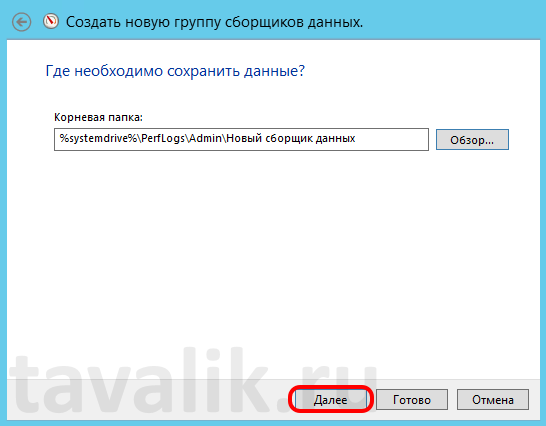 Создать новую группу сборщиков данных.
Где необходимо сохранить данные?
Корневая папка:
%systemdrive%\PerfLogs\Admin\Новый сборщик данных
Обзор...
tavalik.ru
Далее
Готово
Отмена